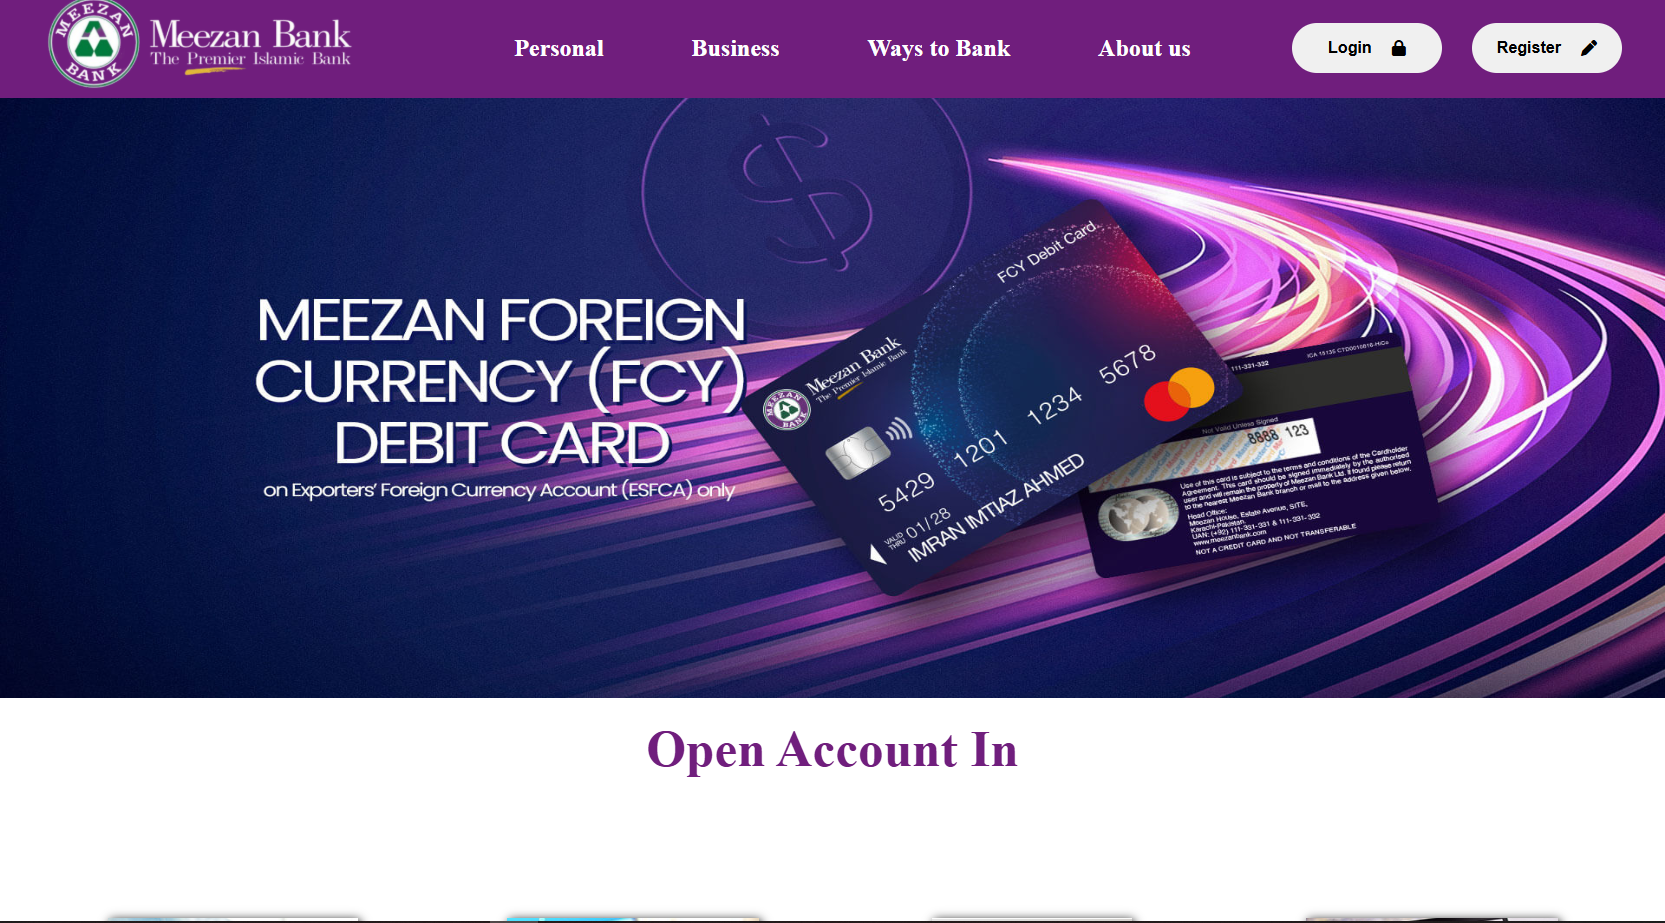 MEEZAN
BANK
Meezan Bank
The Premier Islamic Bank
Personal
Business
Ways to Bank
About us
Login
Register
MEEZAN FOREIGN
CURRENCY (FCY)
DEBIT CARD
on Exporters' Foreign Currency Account (ESFCA) only
FCY Debit Card
MEEZAN
BANK
Meezan Bank
The Premier Islamic Bank
5429 1201 1234 5678
VALID
THRU
01/28
IMRAN IMTIAZ AHMED
111-331-332
Not Valid Unless Signed
8888 123
Use of this card is subject to the terms and conditions of the Cardholder
Agreement. This card should be signed immediately by the authorised
user and will remain the property of Meezan Bank Ltd. If found please return
to the nearest Meezan Bank branch or mail to the address given below.
Head Office:
Meezan House, Estate Avenue, SITE,
Karachi-Pakistan.
UAN: (+92) 111-331-331 & 111-331-332
www.meezanbank.com
NOT A CREDIT CARD AND NOT TRANSFERABLE
Open Account In